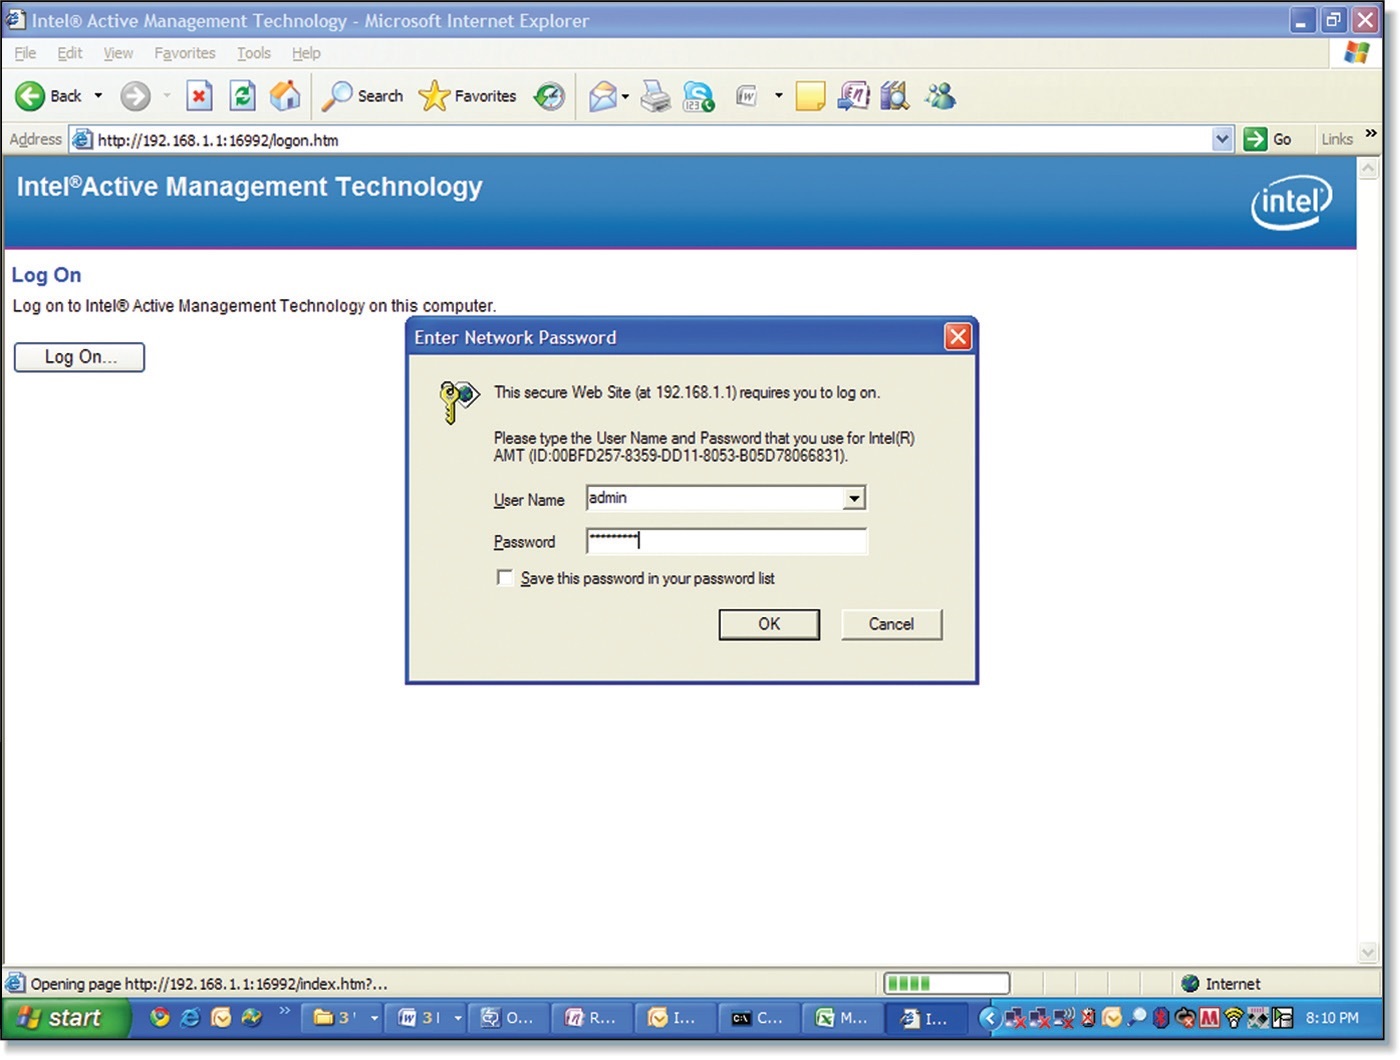 Intel® Active Management Technology - Microsoft Internet Explorer
File Edit View Favorites Tools Help
Back Search Favorites
Address http://192.168.1.1:16992/logon.htm Go Links »
Intel®Active Management Technology
intel
Log On
Log on to Intel® Active Management Technology on this computer.
Log On...
Enter Network Password
This secure Web Site (at 192.168.1.1) requires you to log on.
Please type the User Name and Password that you use for Intel(R)
AMT (ID:00BFD257-8359-DD11-8053-B05D78066831).
User Name admin
Password *********
Save this password in your password list
OK Cancel
Opening page http://192.168.1.1:16992/index.htm?... Internet
start » 3' 3 I O... R... I... C... M... I... 8:10 PM